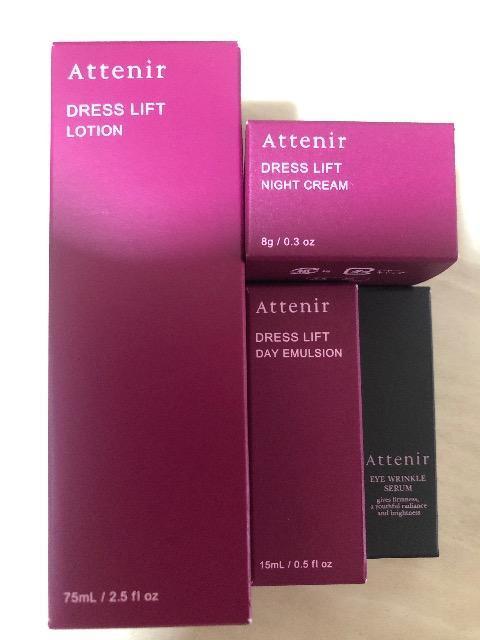 Attenir
DRESS LIFT
LOTION
75mL / 2.5 fl oz
Attenir
DRESS LIFT
NIGHT CREAM
8g / 0.3 oz
Attenir
DRESS LIFT
DAY EMULSION
15mL / 0.5 fl oz
Attenir
EYE WRINKLE
SERUM
gives firmness,
a youthful radiance
and brightness